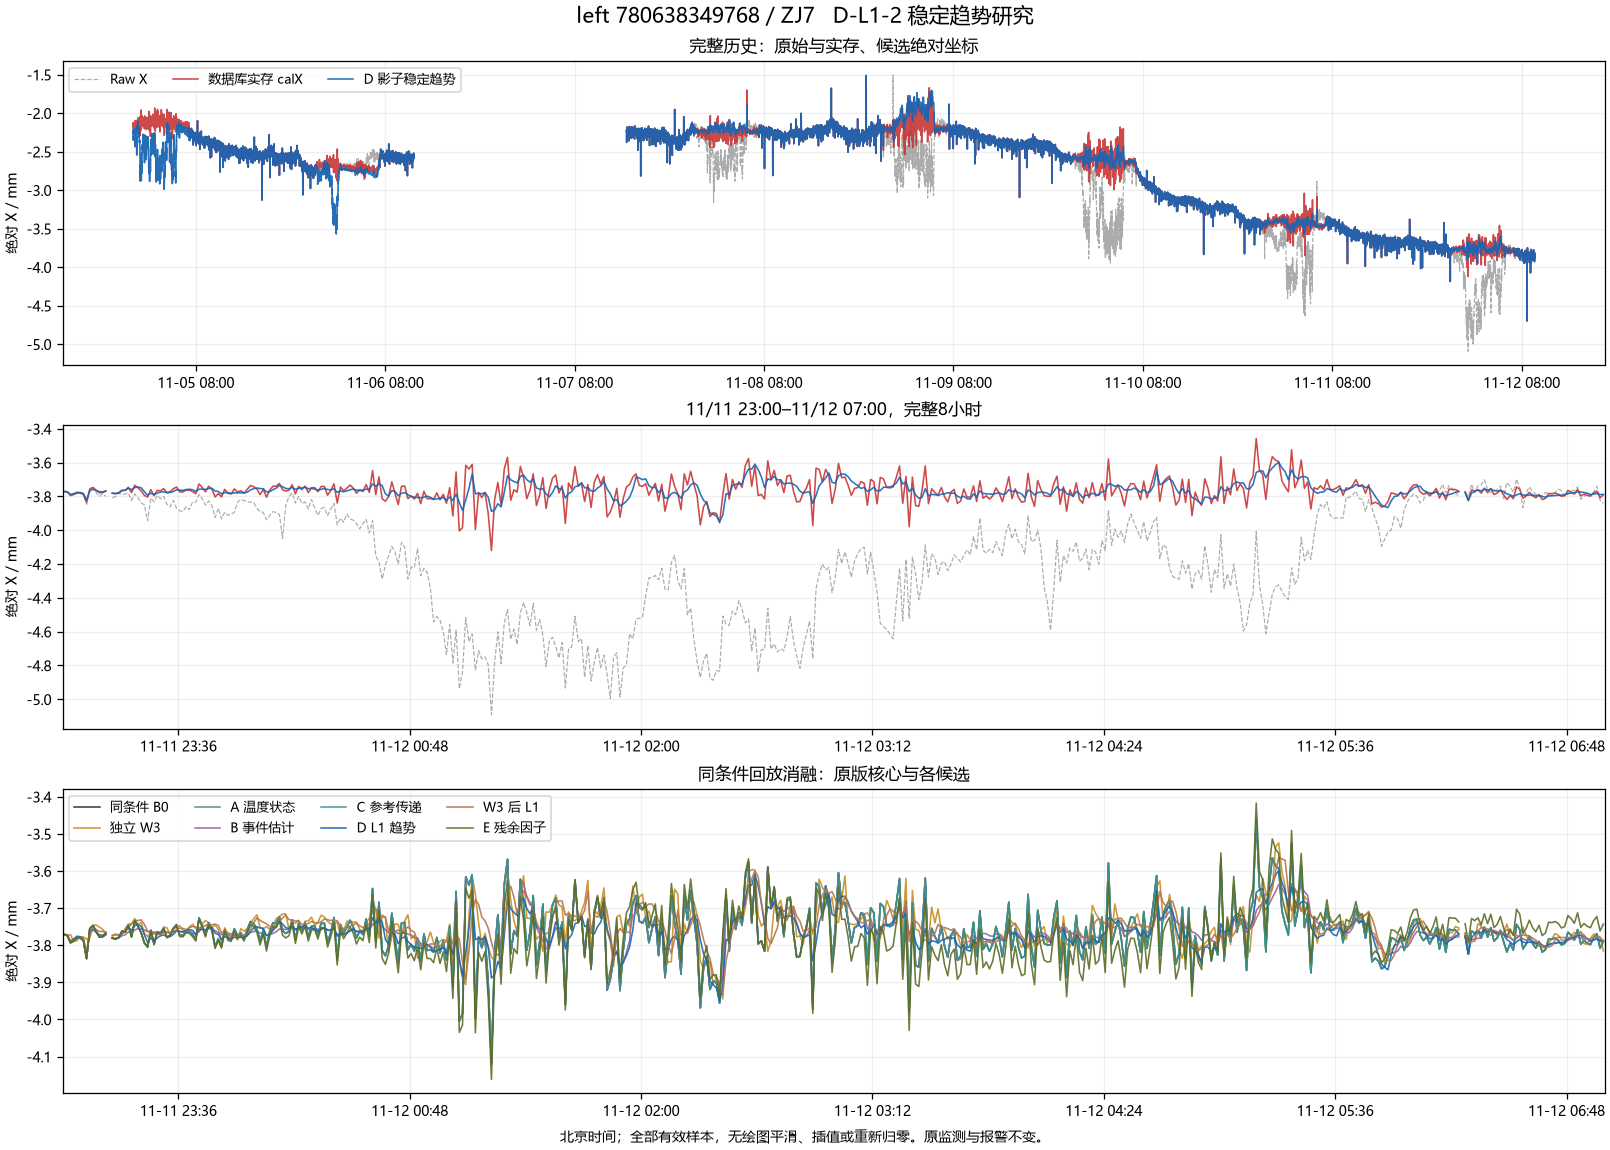 left 780638349768 / ZJ7   D-L1-2 稳定趋势研究
完整历史：原始与实存、候选绝对坐标
Raw X
数据库实存 calX
D 影子稳定趋势
绝对 X / mm
-1.5
-2.0
-2.5
-3.0
-3.5
-4.0
-4.5
-5.0
11-05 08:00
11-06 08:00
11-07 08:00
11-08 08:00
11-09 08:00
11-10 08:00
11-11 08:00
11-12 08:00
11/11 23:00–11/12 07:00，完整8小时
绝对 X / mm
-3.4
-3.6
-3.8
-4.0
-4.2
-4.4
-4.6
-4.8
-5.0
11-11 23:36
11-12 00:48
11-12 02:00
11-12 03:12
11-12 04:24
11-12 05:36
11-12 06:48
同条件回放消融：原版核心与各候选
同条件 B0
A 温度状态
C 参考传递
W3 后 L1
独立 W3
B 事件估计
D L1 趋势
E 残余因子
绝对 X / mm
-3.4
-3.5
-3.6
-3.7
-3.8
-3.9
-4.0
-4.1
11-11 23:36
11-12 00:48
11-12 02:00
11-12 03:12
11-12 04:24
11-12 05:36
11-12 06:48
北京时间；全部有效样本，无绘图平滑、插值或重新归零。原监测与报警不变。